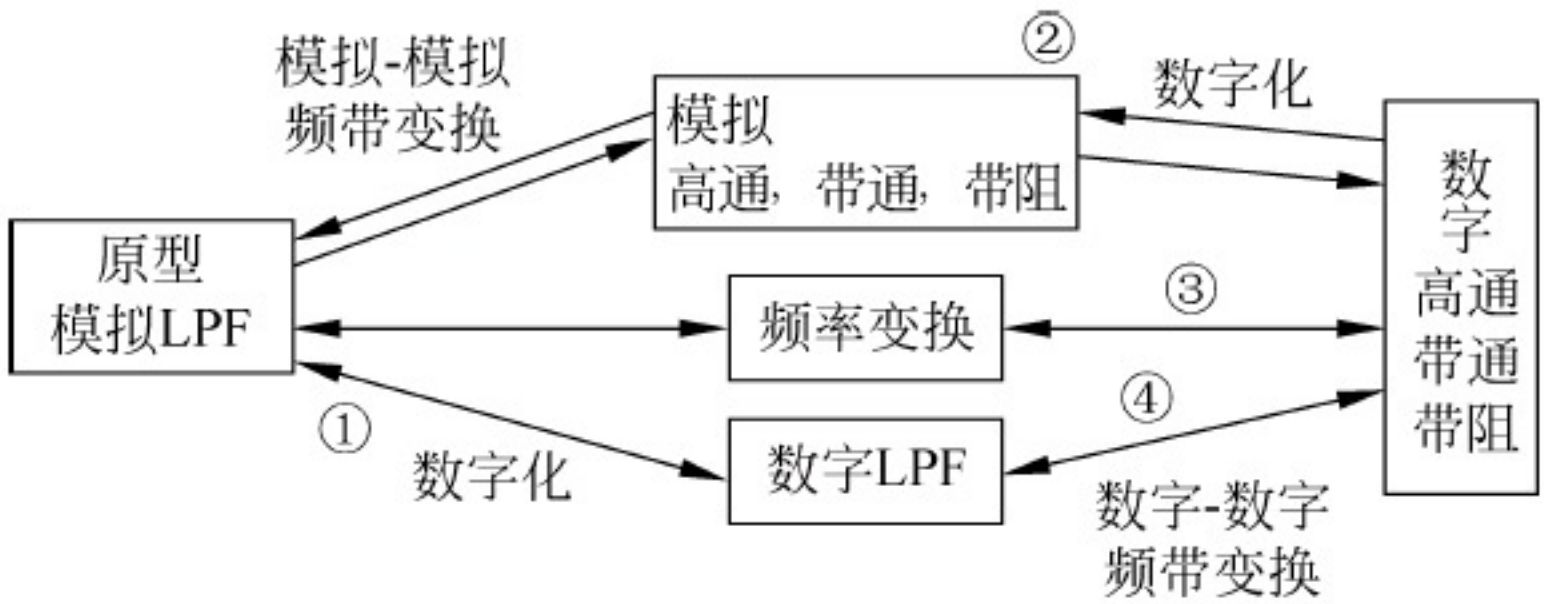 模拟-模拟
频带变换
②
模拟
高通，带通，带阻
数字化
数
字
高通
带通
带阻
原型
模拟LPF
频率变换
③
①
数字化
数字LPF
④
数字-数字
频带变换